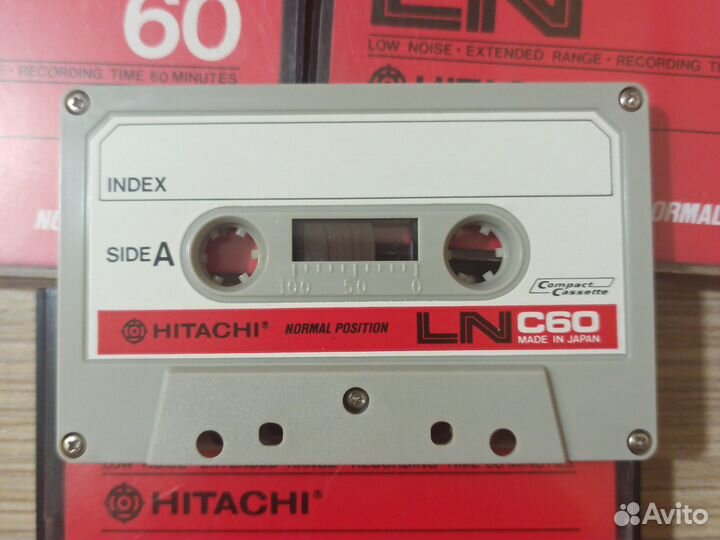 60
RECORDING TIME 60 MINUTES
LN
LOW NOISE · EXTENDED RANGE · RECORDING
INDEX
SIDE A
100 50 0
Compact
Cassette
HITACHI® NORMAL POSITION LN C60
MADE IN JAPAN
HITACHI®
Avito